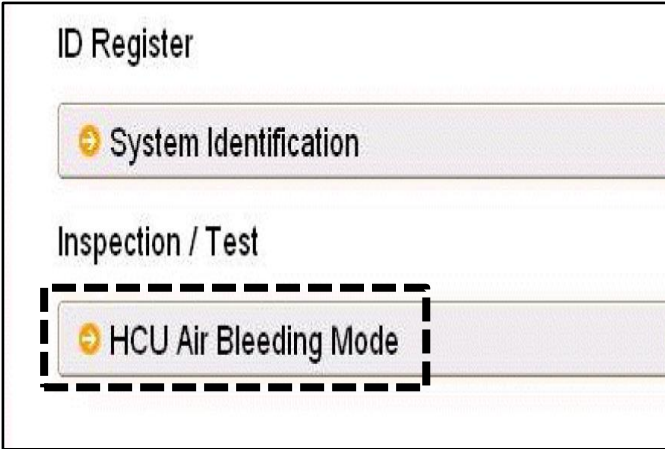 ID Register
System Identification
Inspection / Test
HCU Air Bleeding Mode